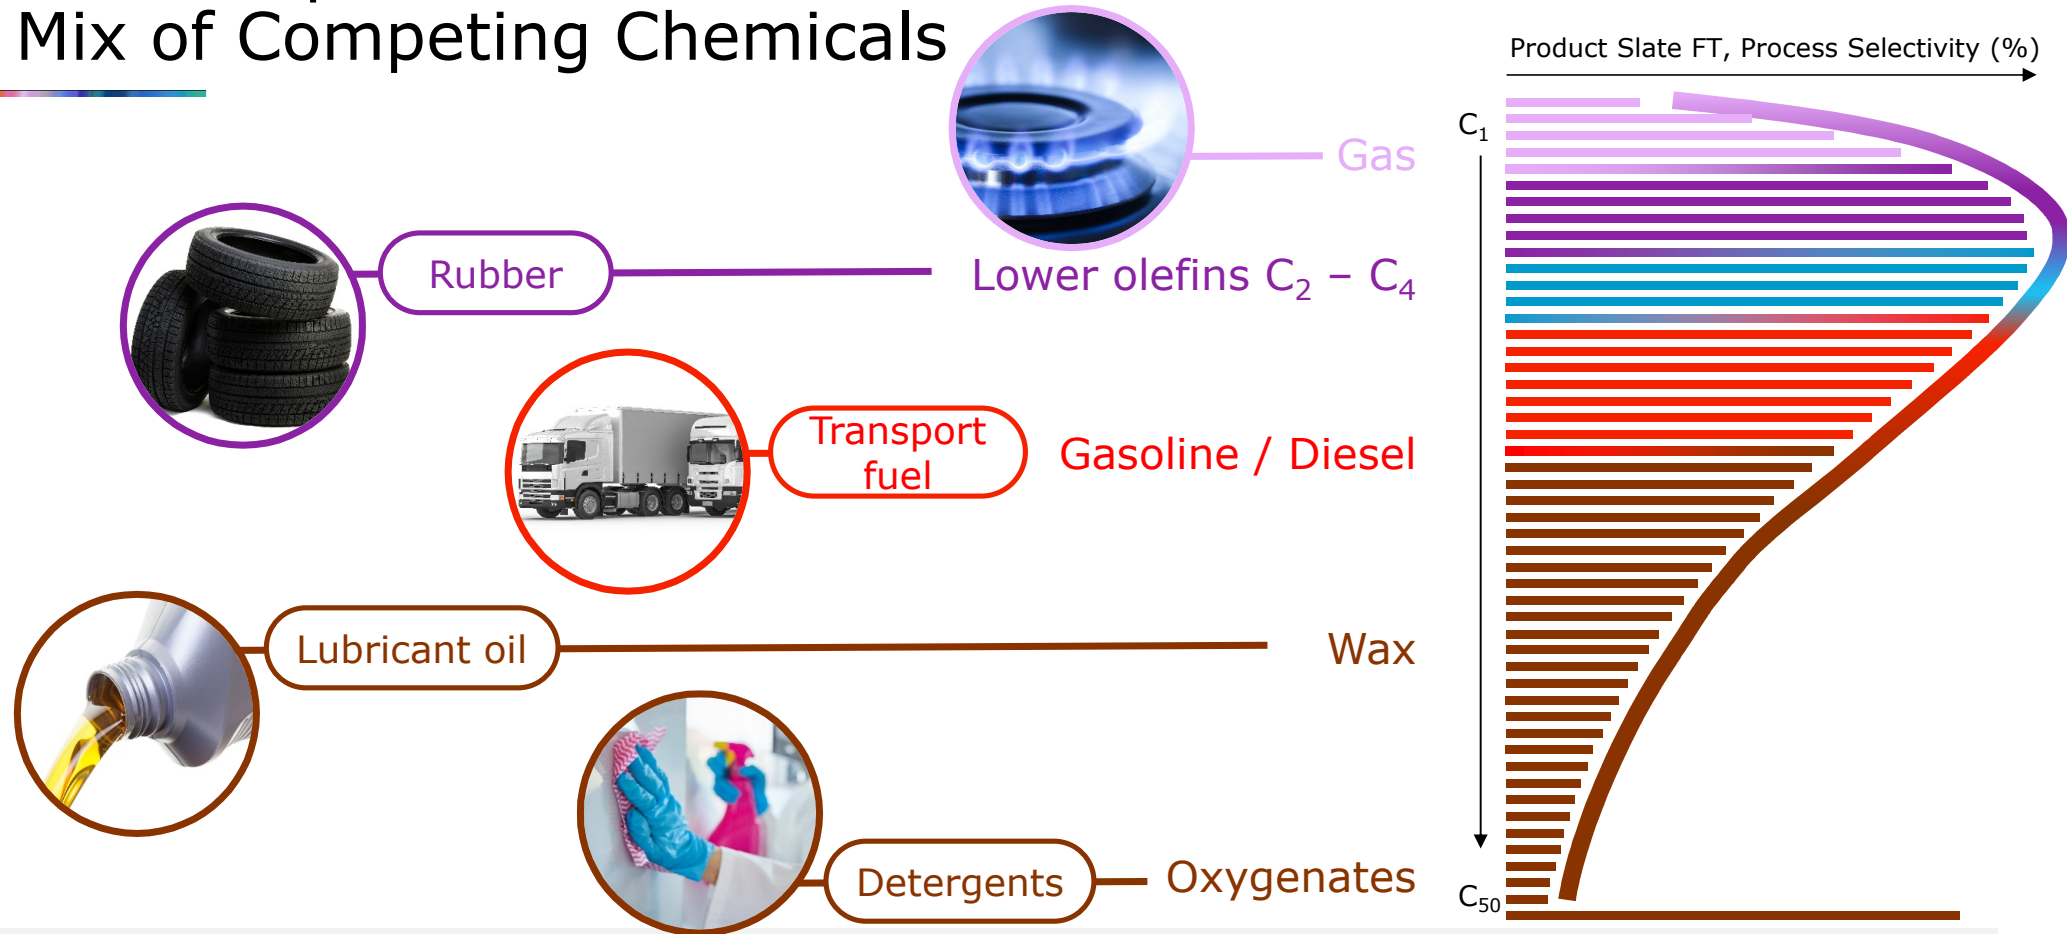 Mix of Competing Chemicals
Product Slate FT, Process Selectivity (%)
C₁
Gas
Rubber
Lower olefins C₂ – C₄
Transport
fuel
Gasoline / Diesel
Lubricant oil
Wax
Detergents
Oxygenates
C₅₀